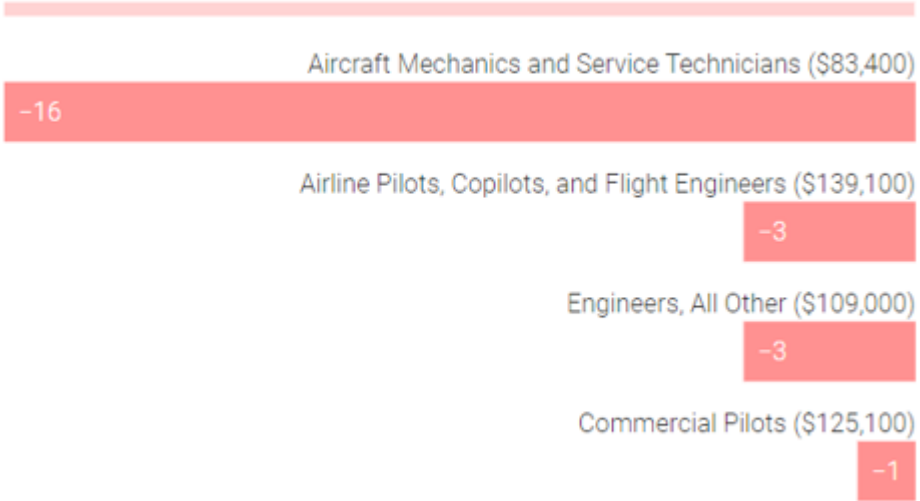 Aircraft Mechanics and Service Technicians ($83,400)
−16
Airline Pilots, Copilots, and Flight Engineers ($139,100)
−3
Engineers, All Other ($109,000)
−3
Commercial Pilots ($125,100)
−1